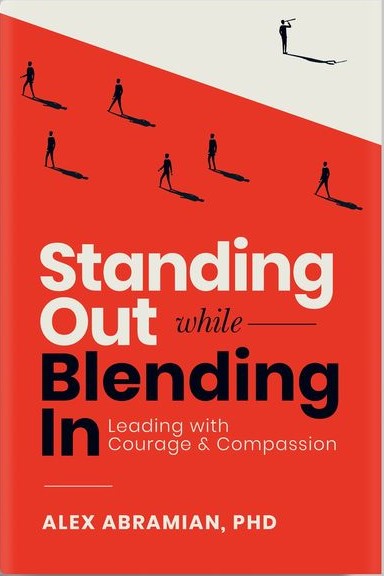 Standing
Out while
Blending
In Leading with
Courage & Compassion
ALEX ABRAMIAN, PHD